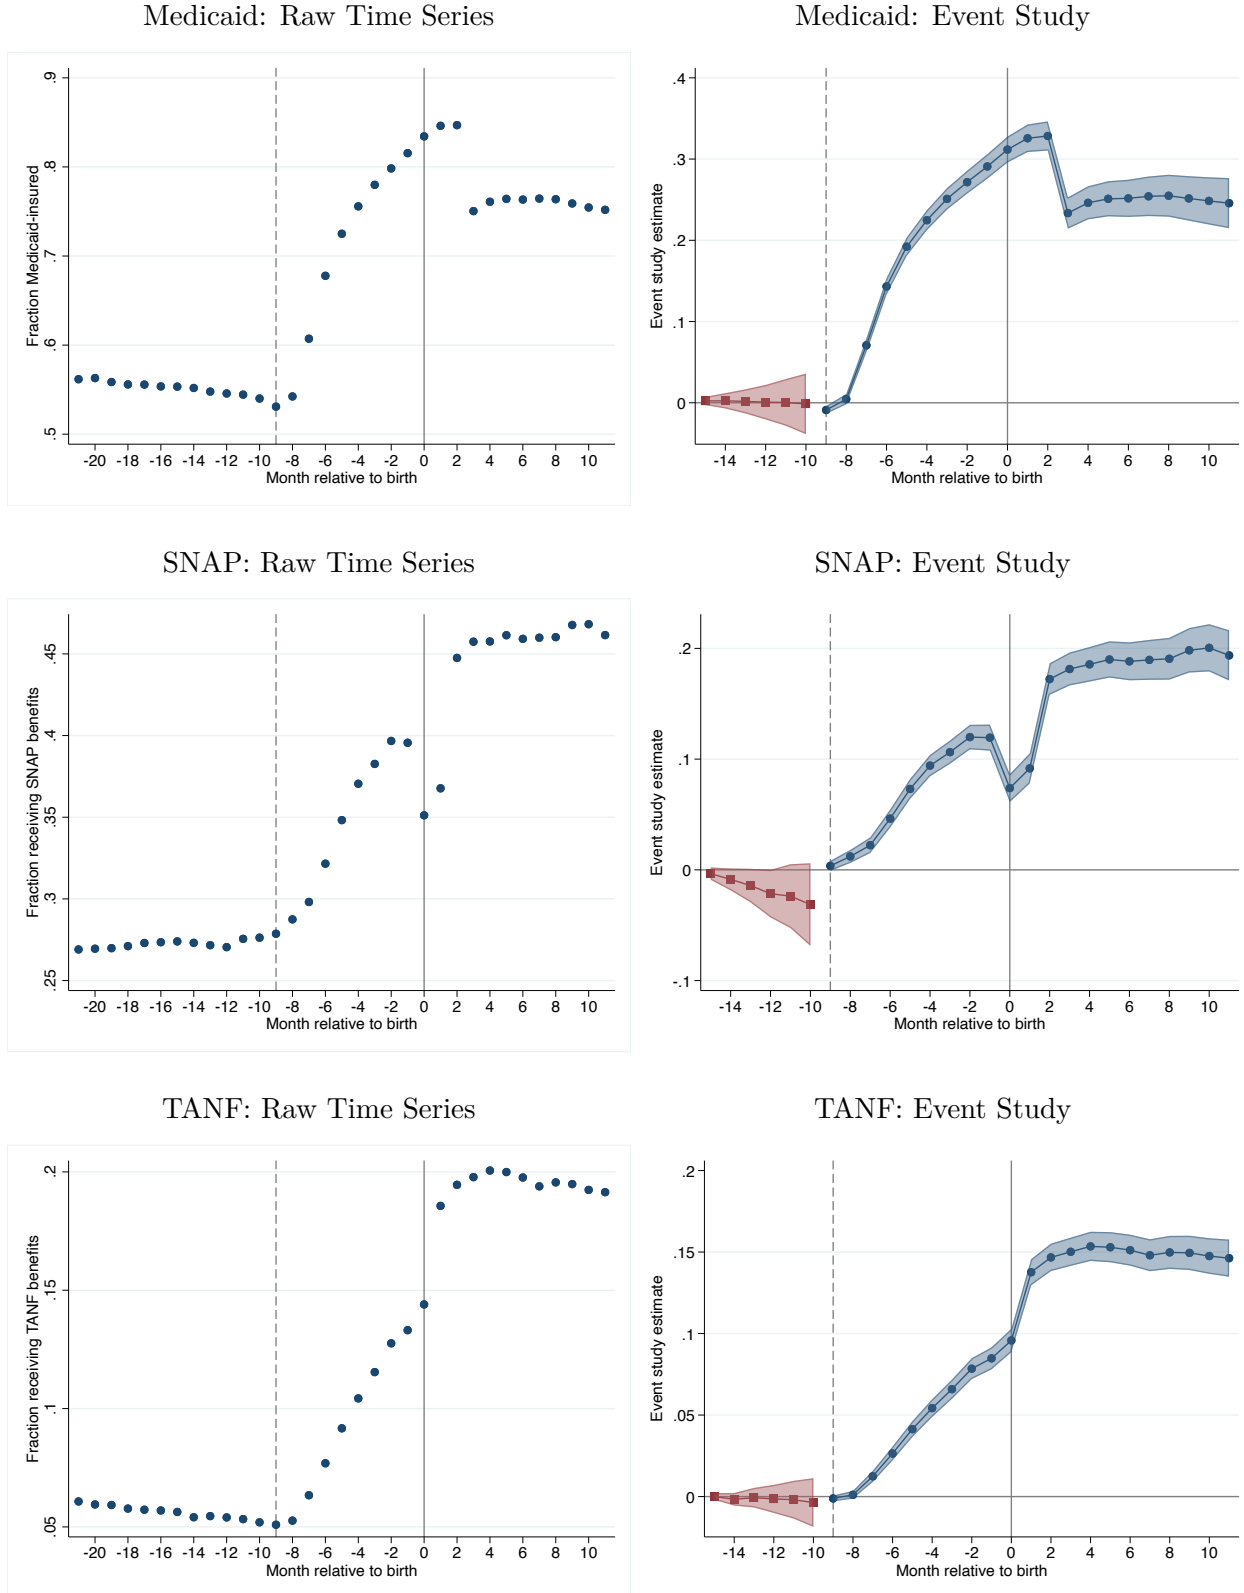 Medicaid: Raw Time Series
Fraction Medicaid-insured
.9
.8
.7
.6
.5
-20 -18 -16 -14 -12 -10 -8 -6 -4 -2 0 2 4 6 8 10
Month relative to birth
Medicaid: Event Study
Event study estimate
.4
.3
.2
.1
0
-14 -12 -10 -8 -6 -4 -2 0 2 4 6 8 10
Month relative to birth
SNAP: Raw Time Series
Fraction receiving SNAP benefits
.45
.4
.35
.3
.25
-20 -18 -16 -14 -12 -10 -8 -6 -4 -2 0 2 4 6 8 10
Month relative to birth
SNAP: Event Study
Event study estimate
.2
.1
0
-.1
-14 -12 -10 -8 -6 -4 -2 0 2 4 6 8 10
Month relative to birth
TANF: Raw Time Series
Fraction receiving TANF benefits
.2
.15
.1
.05
-20 -18 -16 -14 -12 -10 -8 -6 -4 -2 0 2 4 6 8 10
Month relative to birth
TANF: Event Study
Event study estimate
.2
.15
.1
.05
0
-14 -12 -10 -8 -6 -4 -2 0 2 4 6 8 10
Month relative to birth